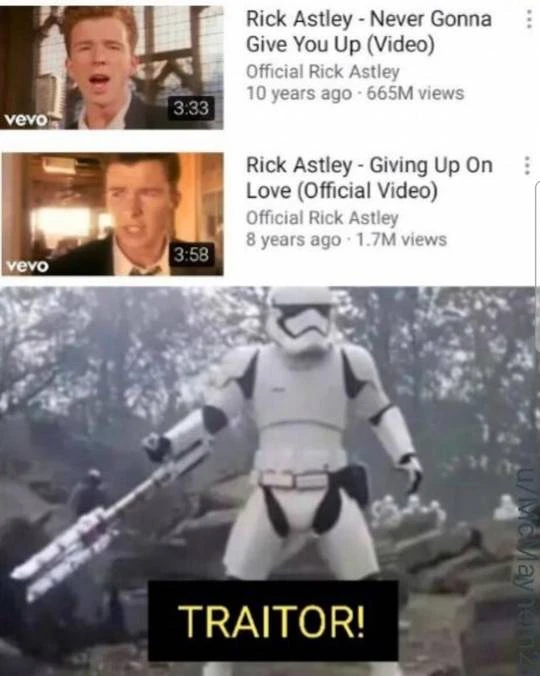 Rick Astley - Never Gonna
Give You Up (Video)
Official Rick Astley
10 years ago · 665M views
vevo
3:33
Rick Astley - Giving Up On
Love (Official Video)
Official Rick Astley
8 years ago · 1.7M views
vevo
3:58
TRAITOR!